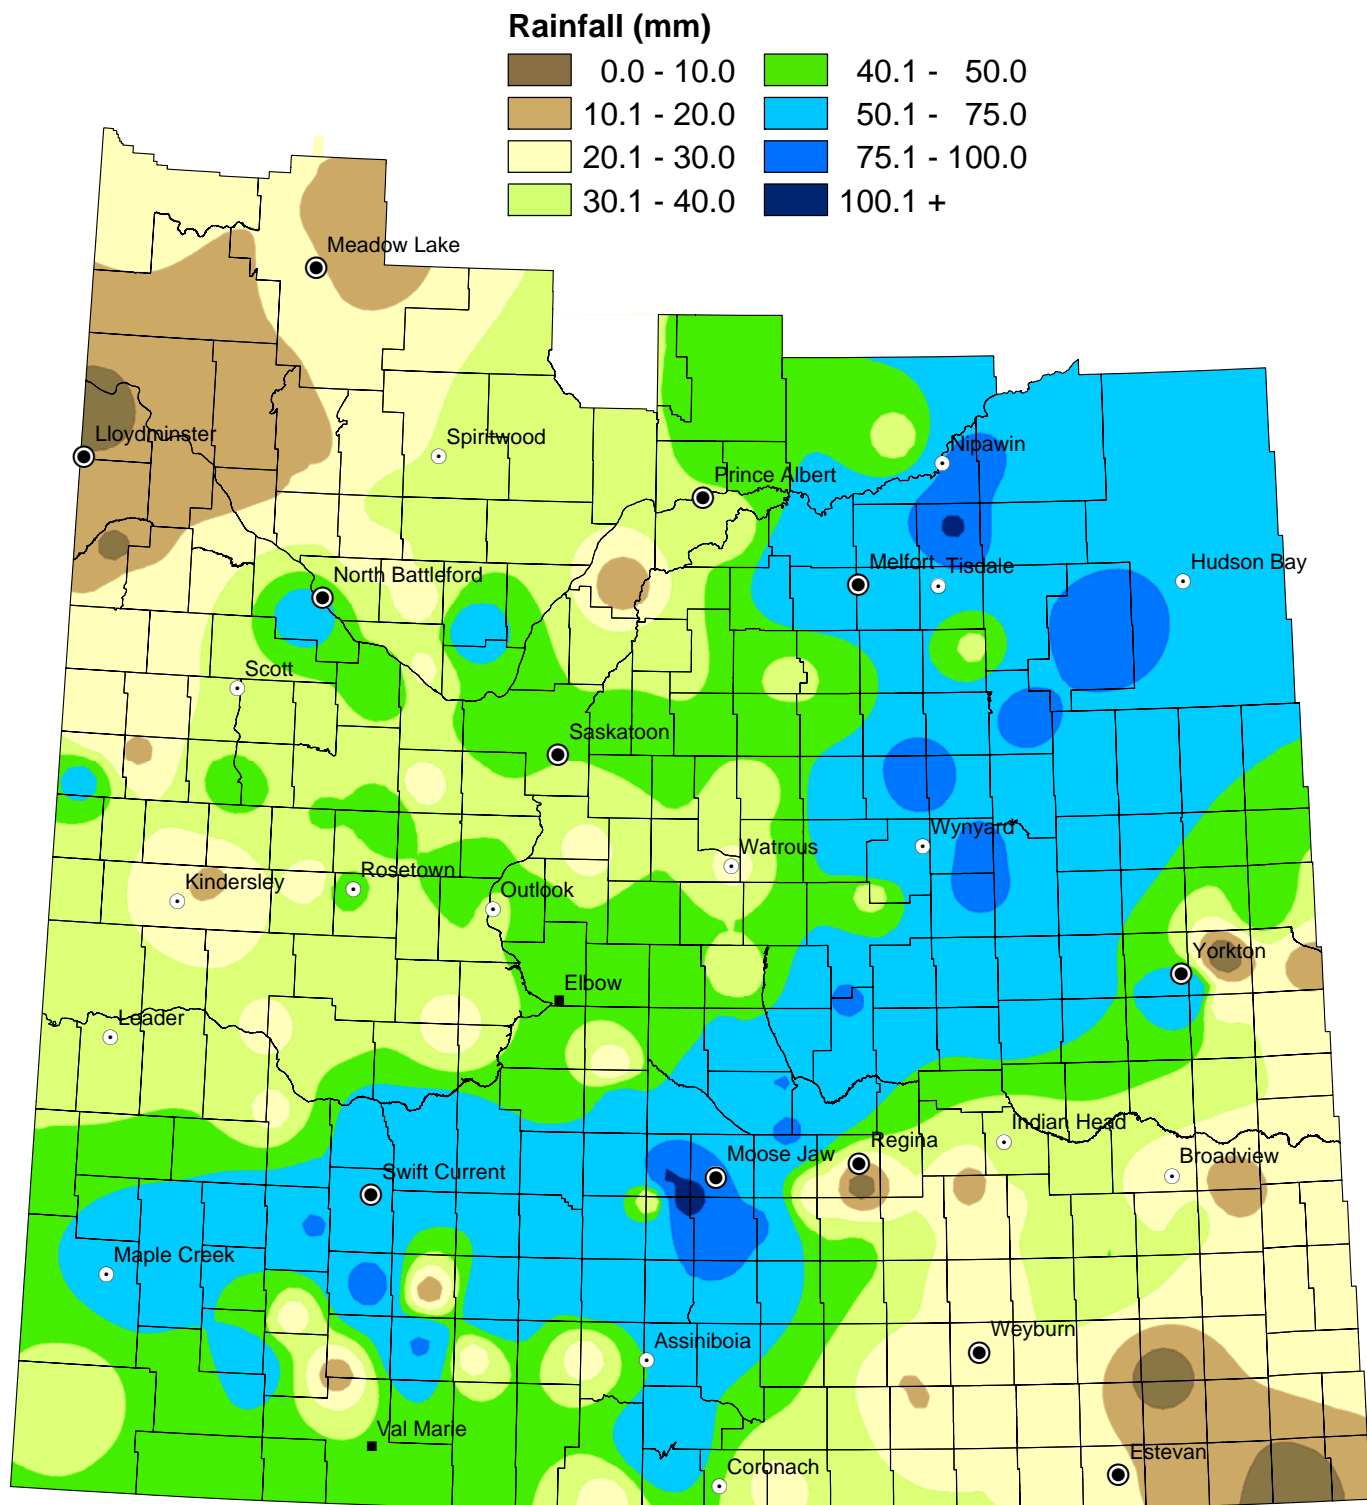 Rainfall (mm)
0.0 - 10.0
40.1 - 50.0
10.1 - 20.0
50.1 - 75.0
20.1 - 30.0
75.1 - 100.0
30.1 - 40.0
100.1 +
Meadow Lake
Lloydminster
Spiritwood
Nipawin
Prince Albert
Melfort
Tisdale
Hudson Bay
North Battleford
Scott
Saskatoon
Wynyard
Watrous
Rosetown
Kindersley
Outlook
Yorkton
Elbow
Leader
Indian Head
Regina
Moose Jaw
Broadview
Swift Current
Maple Creek
Weyburn
Assiniboia
Val Marie
Estevan
Coronach